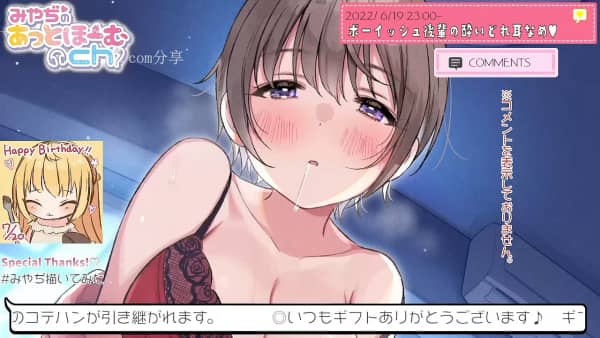 みやぢの
あっとほーむ
ch
.com分享
2022/ 6/19 23:00~
ボーイッシュ後輩の酔いどれ耳なめ♥
COMMENTS
※コメントを表示しておりません。
Happy Birthday!!
7/20
Special Thanks!♡
#みやぢ描いてみた
のコテハンが引き継がれます。 ◎いつもギフトありがとうございます♪ ギ